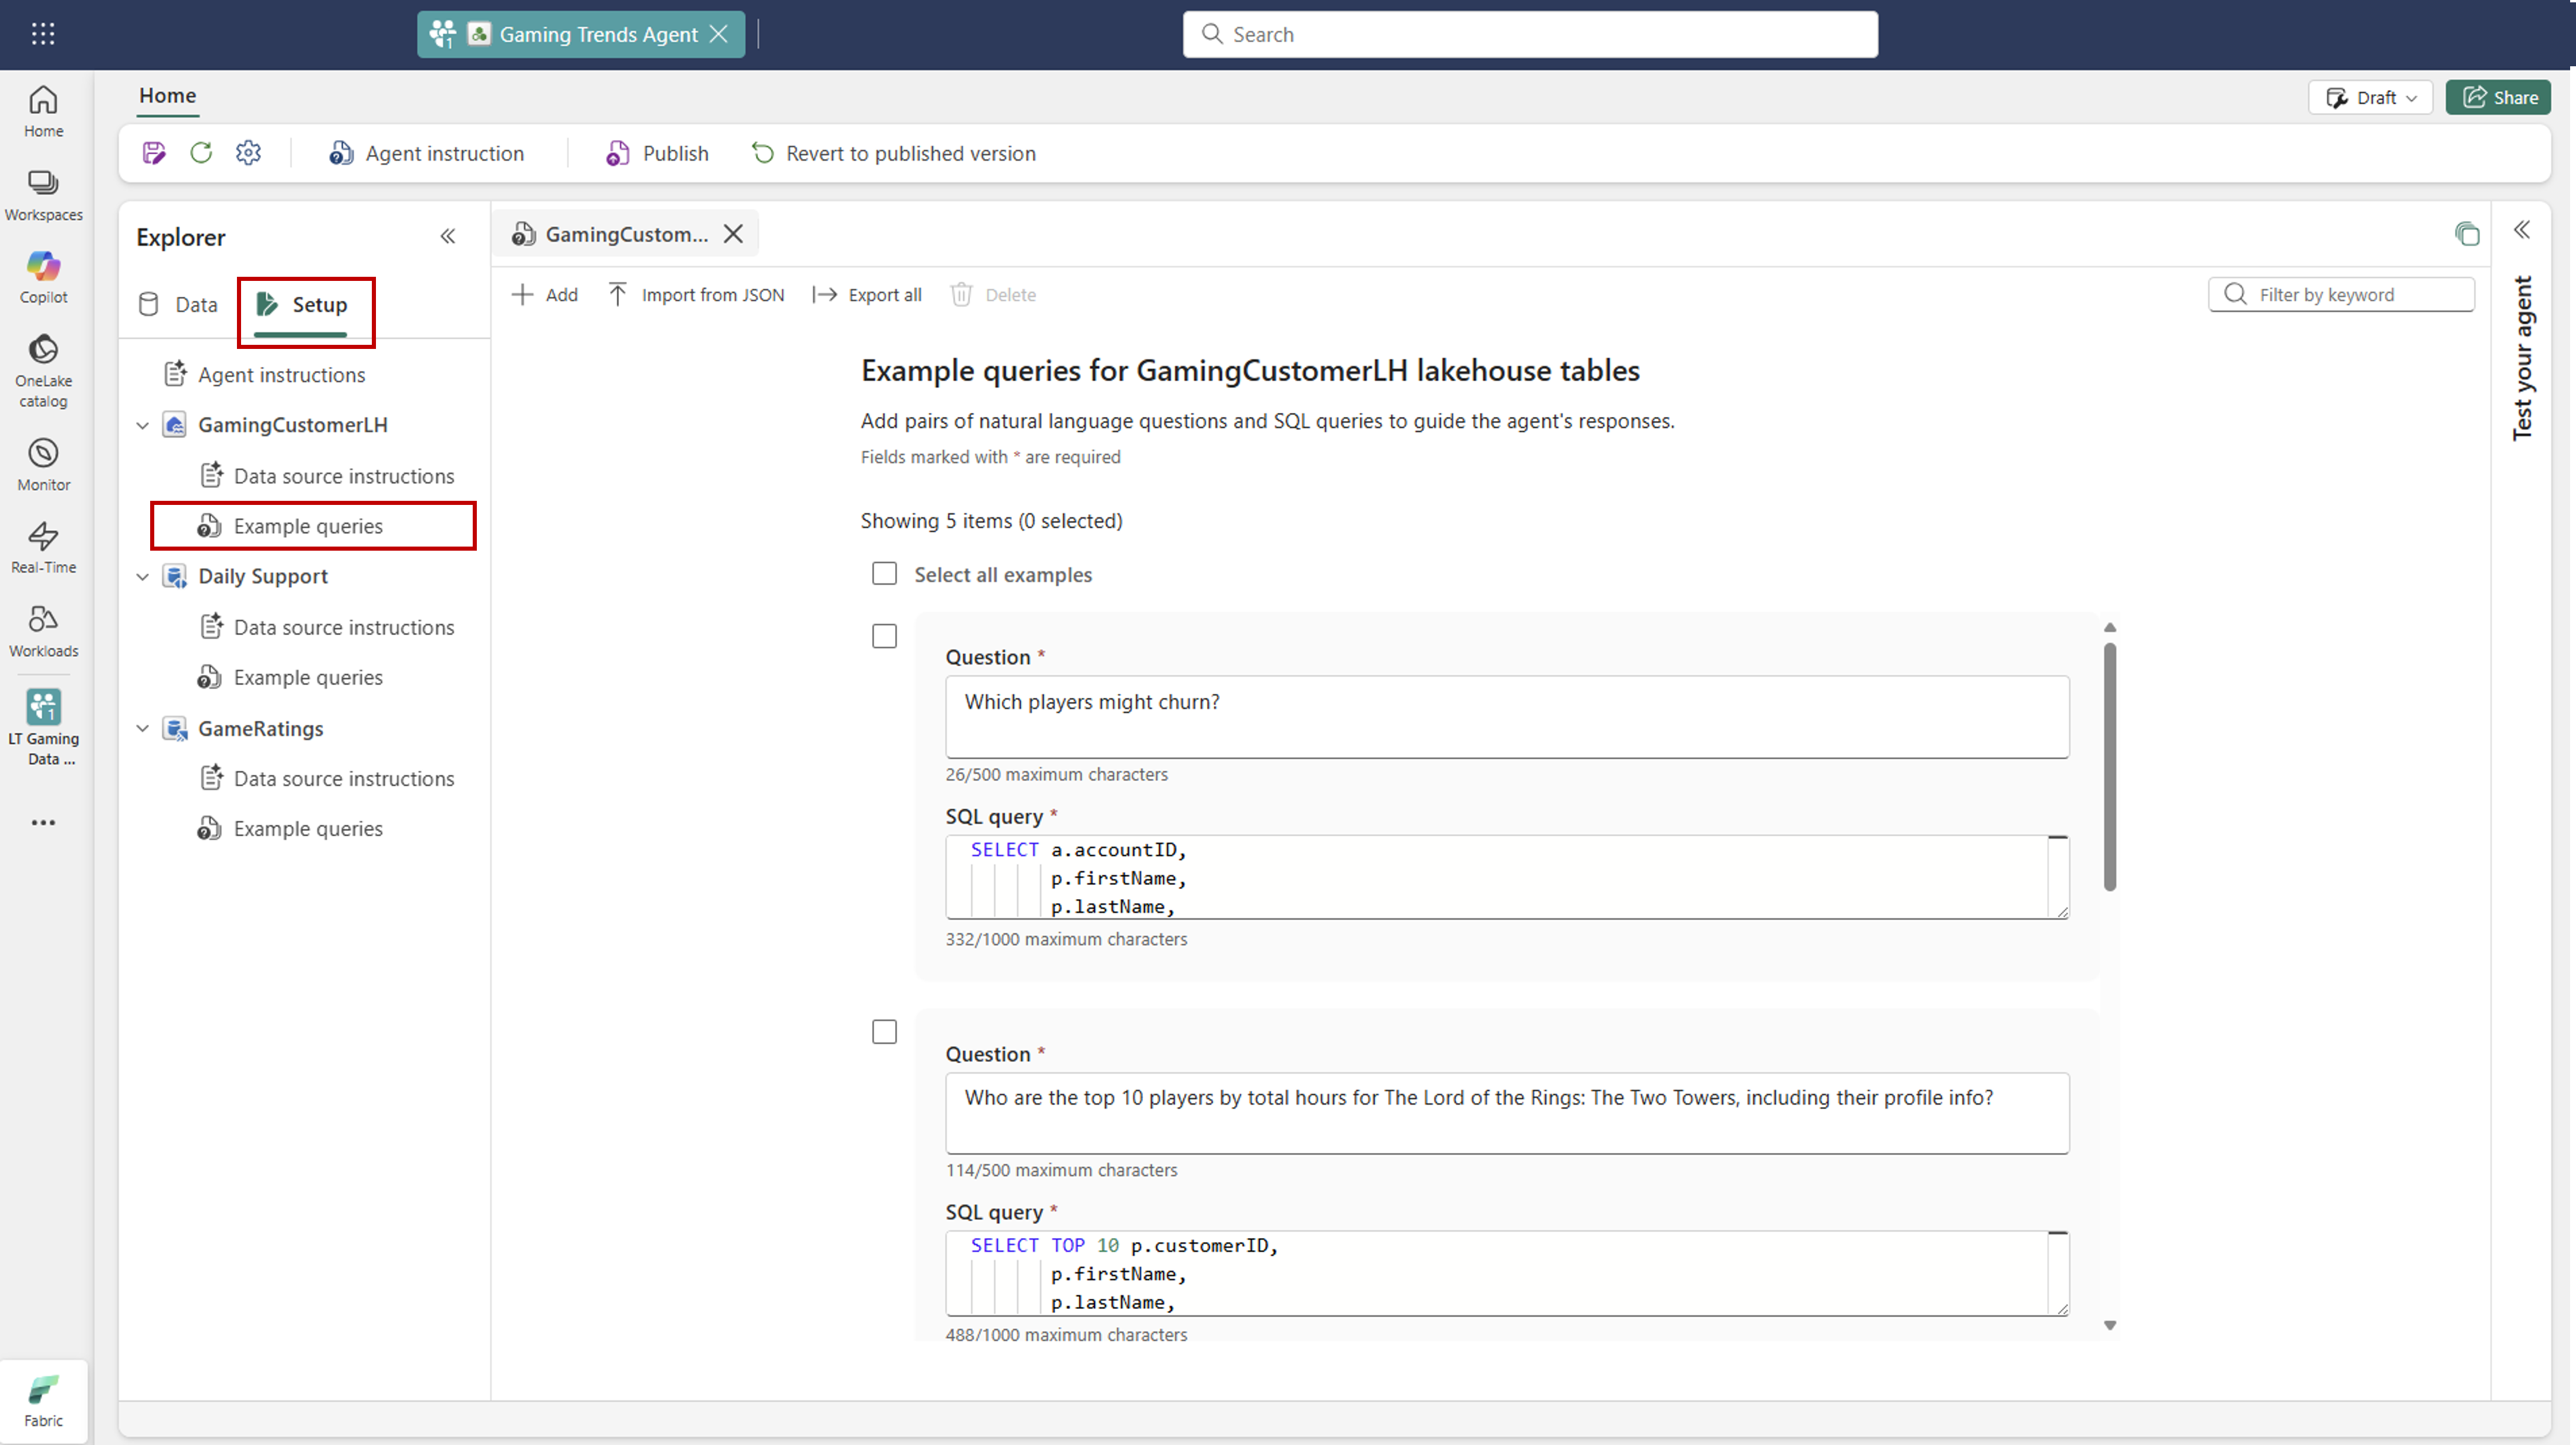 Gaming Trends Agent
Search
Home
Draft
Share
Agent instruction
Publish
Revert to published version
Home
Workspaces
Copilot
OneLake
catalog
Monitor
Real-Time
Workloads
1
LT Gaming
Data ...
Fabric
Explorer
Data
Setup
Agent instructions
GamingCustomerLH
Data source instructions
Example queries
Daily Support
Data source instructions
Example queries
GameRatings
Data source instructions
Example queries
GamingCustom...
Add
Import from JSON
Export all
Delete
Filter by keyword
Example queries for GamingCustomerLH lakehouse tables
Add pairs of natural language questions and SQL queries to guide the agent's responses.
Fields marked with * are required
Showing 5 items (0 selected)
Select all examples
Question *
Which players might churn?
26/500 maximum characters
SQL query *
SELECT a.accountID,
p.firstName,
p.lastName,
332/1000 maximum characters
Question *
Who are the top 10 players by total hours for The Lord of the Rings: The Two Towers, including their profile info?
114/500 maximum characters
SQL query *
SELECT TOP 10 p.customerID,
p.firstName,
p.lastName,
488/1000 maximum characters
Test your agent